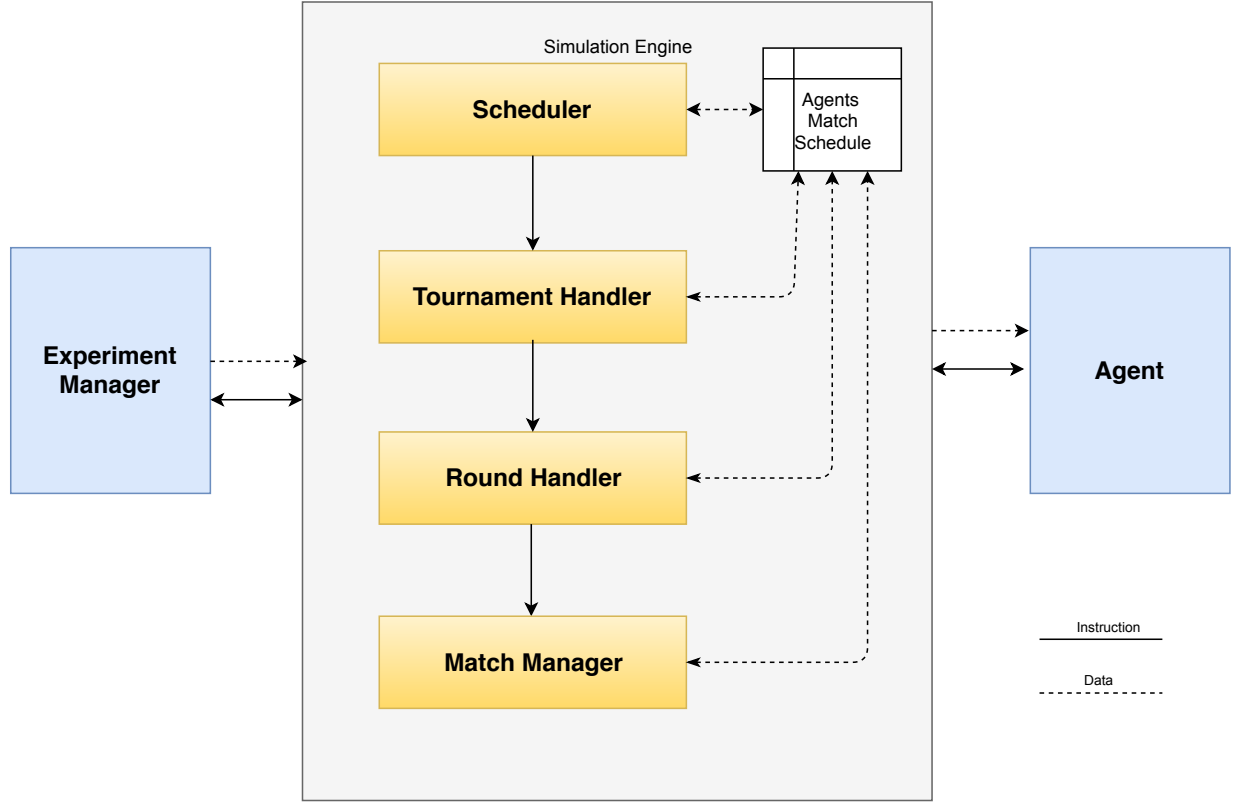 Simulation Engine
Scheduler
Agents
Match
Schedule
Tournament Handler
Experiment
Manager
Agent
Round Handler
Match Manager
Instruction
Data